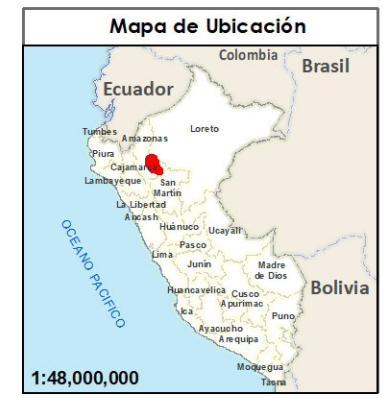 Mapa de Ubicación
Colombia
Brasil
Ecuador
Tumbes
Amazonas
Loreto
Piura
Cajamarca
Lambayeque
San
Martín
La Libertad
Ancash
Huánuco
Ucayali
Pasco
OCEANO PACIFICO
Lima
Junín
Madre
de Dios
Huancavelica
Cusco
Bolivia
Apurimac
Ica
Puno
Ayacucho
Arequipa
Moquegua
1:48,000,000
Tacna